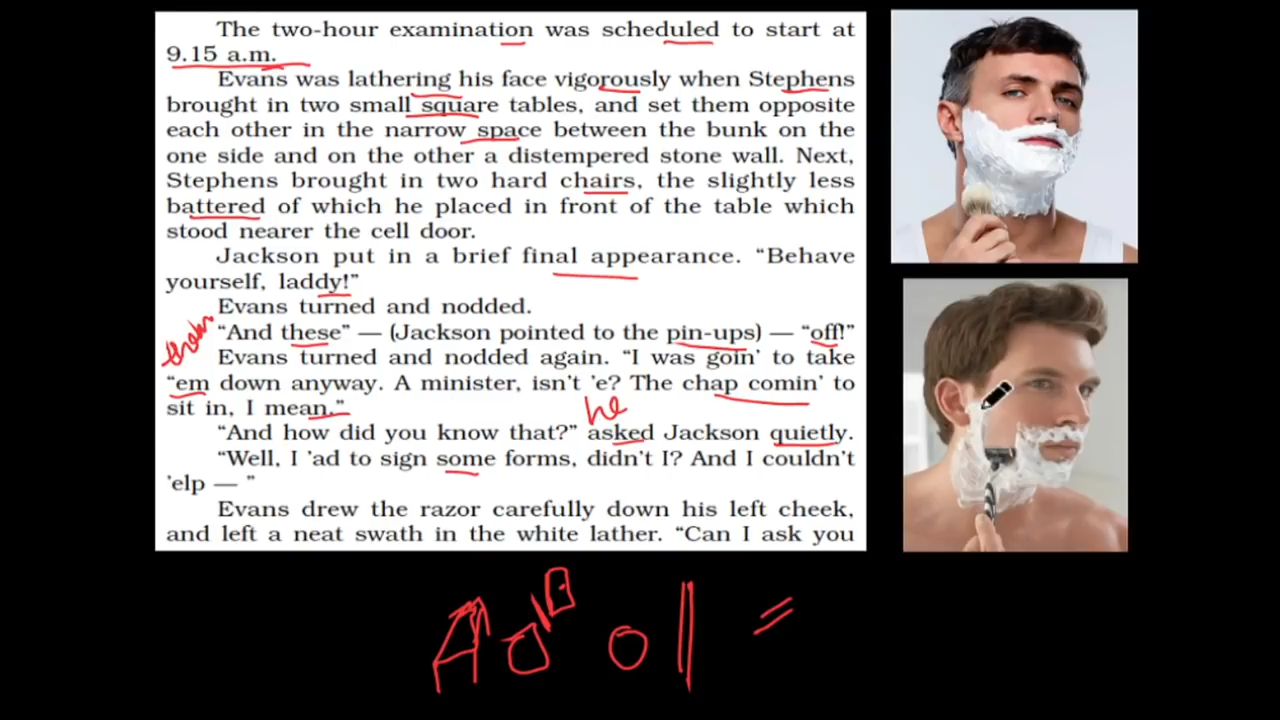 The two-hour examination was scheduled to start at
9.15 a.m.
Evans was lathering his face vigorously when Stephens
brought in two small square tables, and set them opposite
each other in the narrow space between the bunk on the
one side and on the other a distempered stone wall. Next,
Stephens brought in two hard chairs, the slightly less
battered of which he placed in front of the table which
stood nearer the cell door.
Jackson put in a brief final appearance. “Behave
yourself, laddy!”
Evans turned and nodded.
them
“And these” — (Jackson pointed to the pin-ups) — “off!”
Evans turned and nodded again. “I was goin’ to take
“em down anyway. A minister, isn’t ’e? The chap comin’ to
sit in, I mean.”
he
“And how did you know that?” asked Jackson quietly.
“Well, I ’ad to sign some forms, didn’t I? And I couldn’t
’elp — ”
Evans drew the razor carefully down his left cheek,
and left a neat swath in the white lather. “Can I ask you